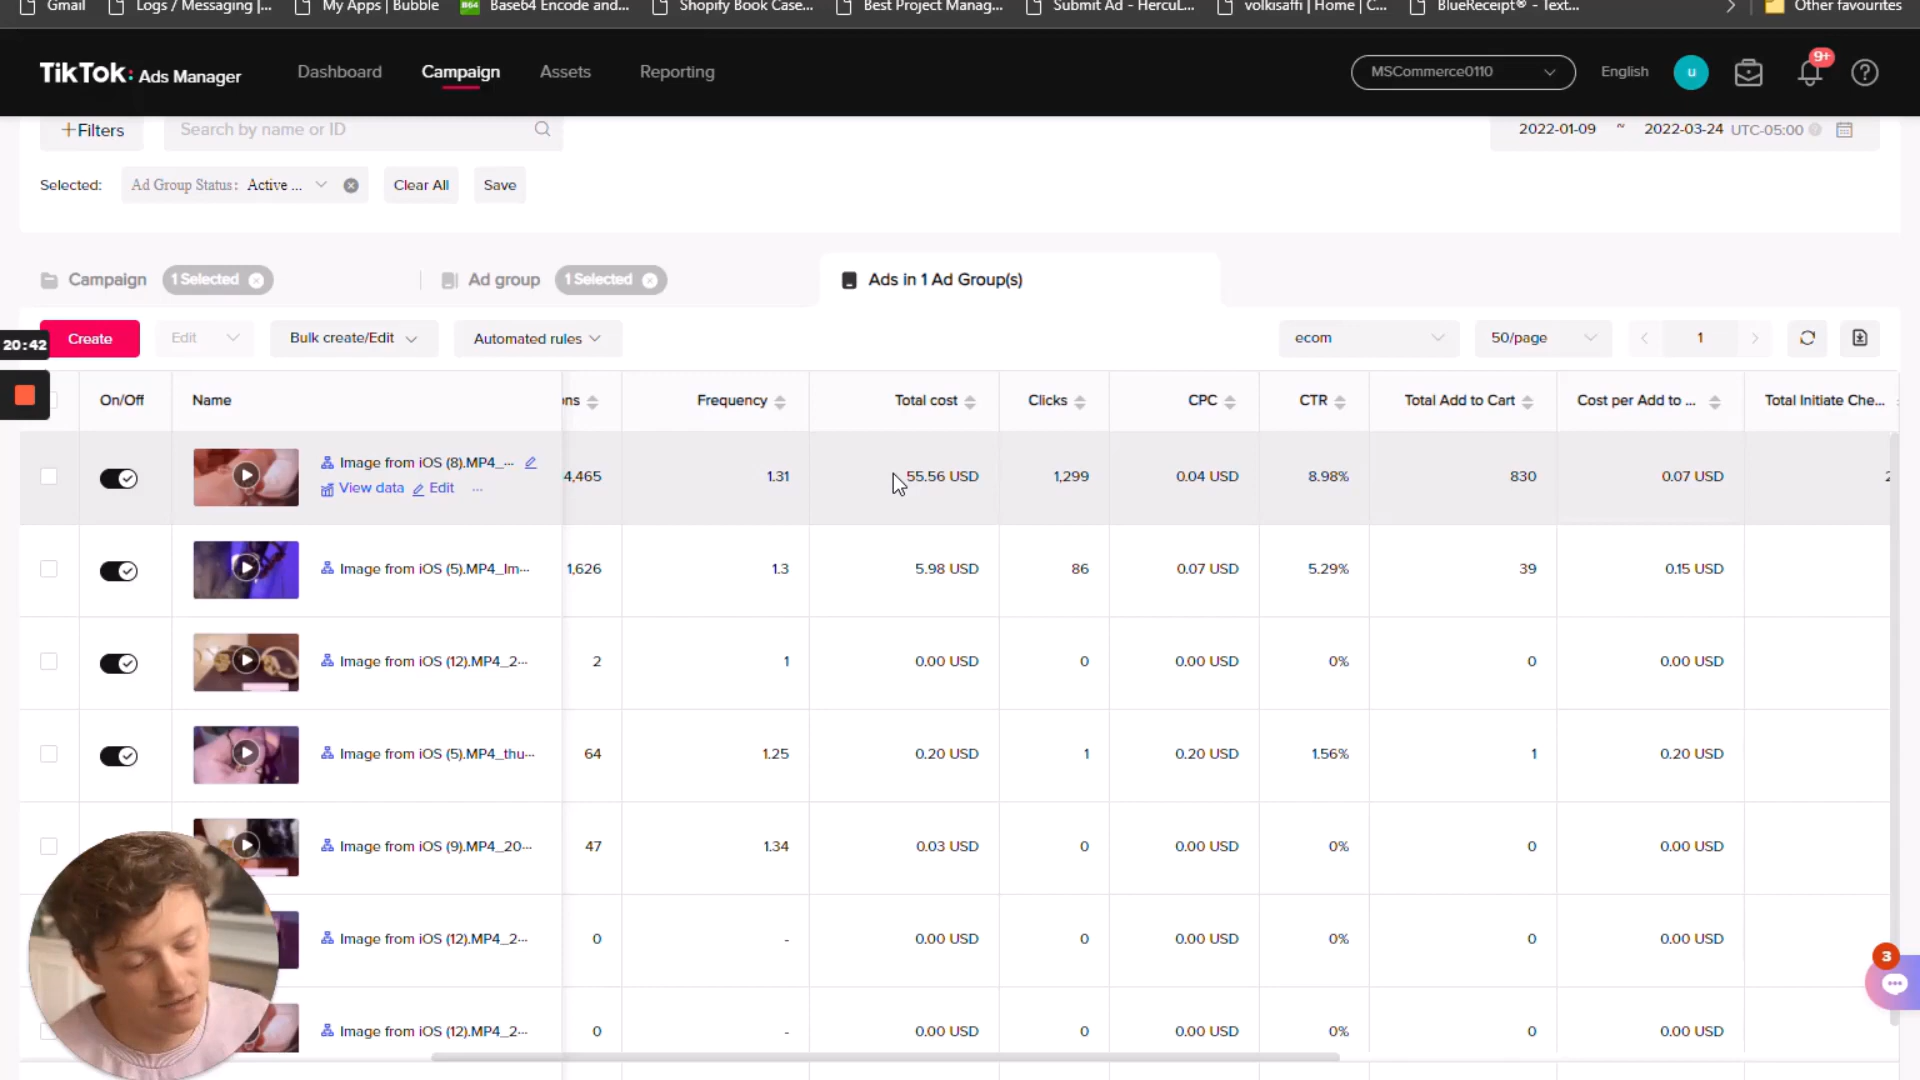 Gmail Logs / Messaging |... My Apps | Bubble B64 Base64 Encode and... Shopify Book Case... Best Project Manag... Submit Ad - HercuL... volkisaffi | Home | C... BlueReceipt® - Text... Other favourites
TikTok: Ads Manager Dashboard Campaign Assets Reporting MSCommerce0110 English u 9+
+Filters Search by name or ID 2022-01-09 ~ 2022-03-24 UTC-05:00
Selected: Ad Group Status: Active ... Clear All Save
Campaign 1 Selected Ad group 1 Selected Ads in 1 Ad Group(s)
20:42 Create Edit Bulk create/Edit Automated rules ecom 50/page 1
On/Off Name ons Frequency Total cost Clicks CPC CTR Total Add to Cart Cost per Add to ... Total Initiate Che...
Image from iOS (8).MP4_...
4,465 1.31 55.56 USD 1,299 0.04 USD 8.98% 830 0.07 USD
View data Edit ...
Image from iOS (5).MP4_Im... 1,626 1.3 5.98 USD 86 0.07 USD 5.29% 39 0.15 USD
Image from iOS (12).MP4_2... 2 1 0.00 USD 0 0.00 USD 0% 0 0.00 USD
Image from iOS (5).MP4_thu... 64 1.25 0.20 USD 1 0.20 USD 1.56% 1 0.20 USD
Image from iOS (9).MP4_20... 47 1.34 0.03 USD 0 0.00 USD 0% 0 0.00 USD
Image from iOS (12).MP4_2... 0 - 0.00 USD 0 0.00 USD 0% 0 0.00 USD
3
Image from iOS (12).MP4_2... 0 - 0.00 USD 0 0.00 USD 0% 0 0.00 USD